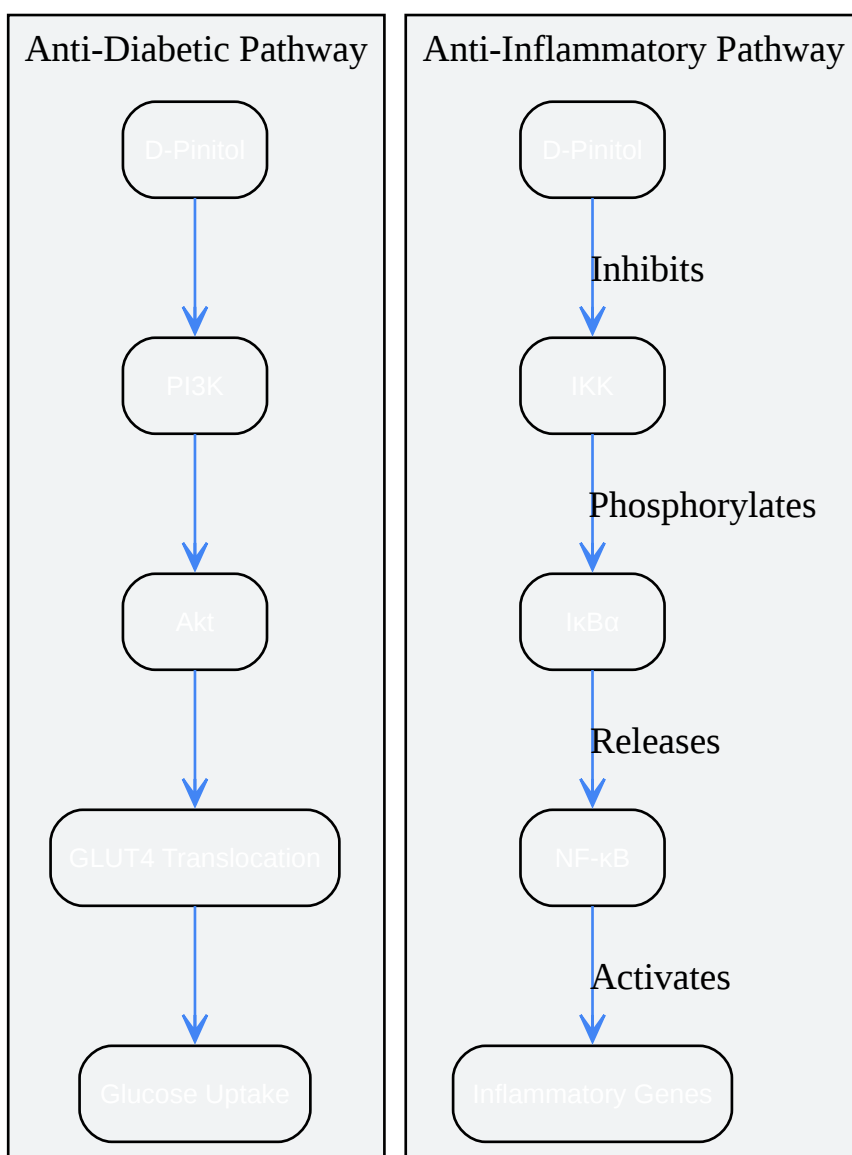 Anti-Diabetic Pathway
D-Pinitol
PI3K
Akt
GLUT4 Translocation
Glucose Uptake
Anti-Inflammatory Pathway
D-Pinitol
Inhibits
IKK
Phosphorylates
IκBα
Releases
NF-κB
Activates
Inflammatory Genes